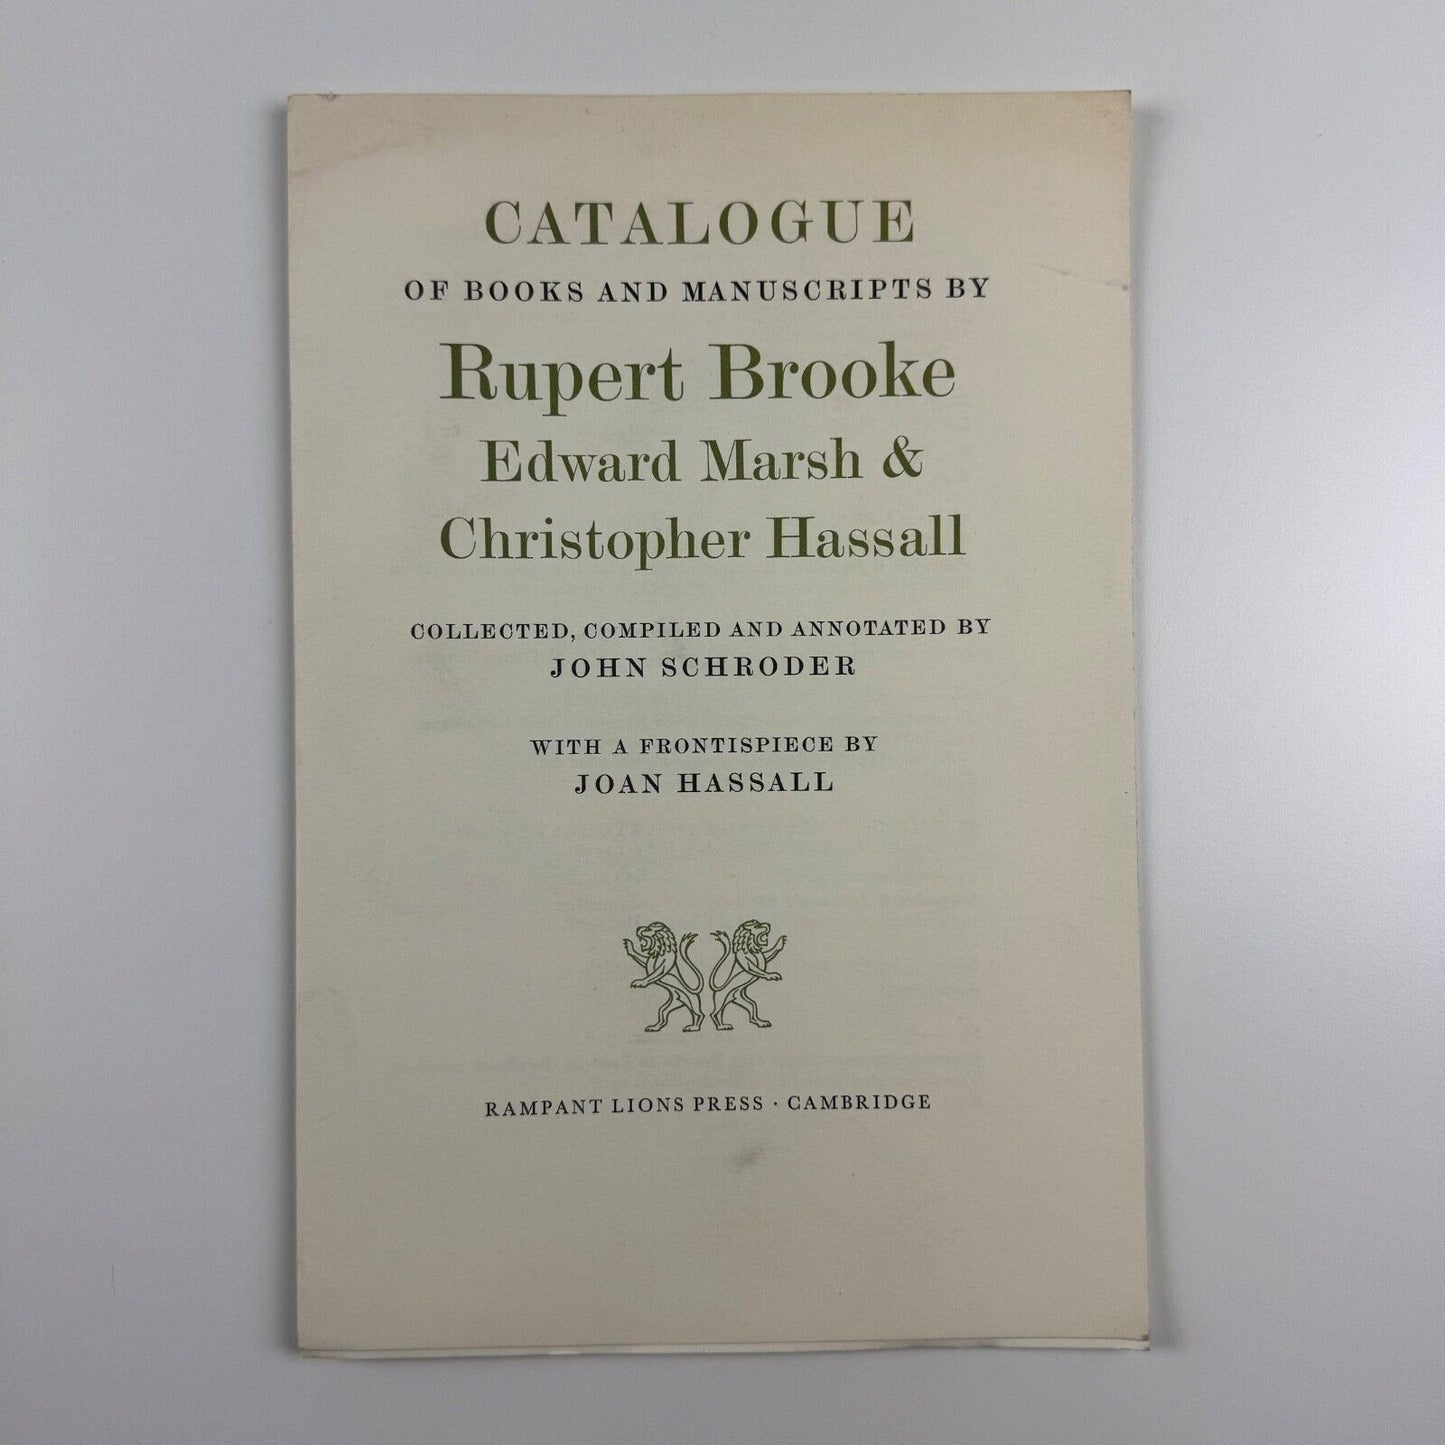 CATALOGUE
OF BOOKS AND MANUSCRIPTS BY
Rupert Brooke
Edward Marsh &
Christopher Hassall
COLLECTED, COMPILED AND ANNOTATED BY
JOHN SCHRODER
WITH A FRONTISPIECE BY
JOAN HASSALL
RAMPANT LIONS PRESS · CAMBRIDGE